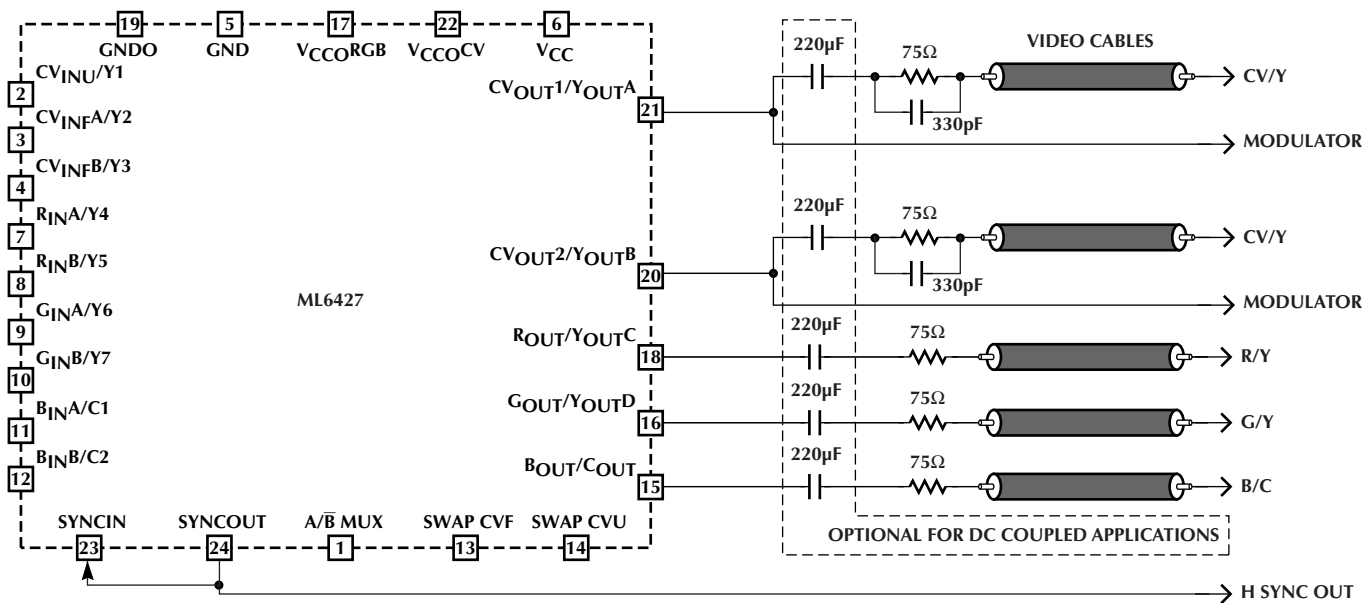 19 5 17 22 6
GNDO GND VCCORGB VCCOCV VCC
2 CVINU/Y1
3 CVINFA/Y2
4 CVINFB/Y3
7 RINA/Y4
8 RINB/Y5
9 GINA/Y6
10 GINB/Y7
11 BINA/C1
12 BINB/C2
ML6427
CVOUT1/YOUTA 21
CVOUT2/YOUTB 20
ROUT/YOUTC 18
GOUT/YOUTD 16
BOUT/COUT 15
SYNCIN SYNCOUT A/B̅ MUX SWAP CVF SWAP CVU
23 24 1 13 14
220µF 75Ω VIDEO CABLES
CV/Y
330pF
MODULATOR
220µF 75Ω
CV/Y
330pF
MODULATOR
220µF 75Ω
R/Y
220µF 75Ω
G/Y
220µF 75Ω
B/C
OPTIONAL FOR DC COUPLED APPLICATIONS
H SYNC OUT